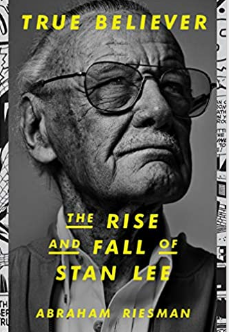 TRUE BELIEVER
THE RISE
AND FALL OF
STAN LEE
ABRAHAM RIESMAN